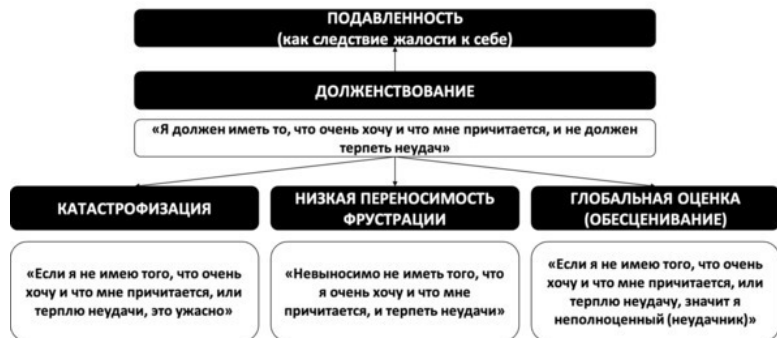 ПОДАВЛЕННОСТЬ
(как следствие жалости к себе)
ДОЛЖЕНСТВОВАНИЕ
«Я должен иметь то, что очень хочу и что мне причитается, и не должен
терпеть неудач»
КАТАСТРОФИЗАЦИЯ
«Если я не имею того, что очень
хочу и что мне причитается, или
терплю неудачи, это ужасно»
НИЗКАЯ ПЕРЕНОСИМОСТЬ
ФРУСТРАЦИИ
«Невыносимо не иметь того, что
я очень хочу и что мне
причитается, и терпеть неудачи»
ГЛОБАЛЬНАЯ ОЦЕНКА
(ОБЕСЦЕНИВАНИЕ)
«Если я не имею того, что очень
хочу и что мне причитается, или
терплю неудачу, значит я
неполноценный (неудачник)»